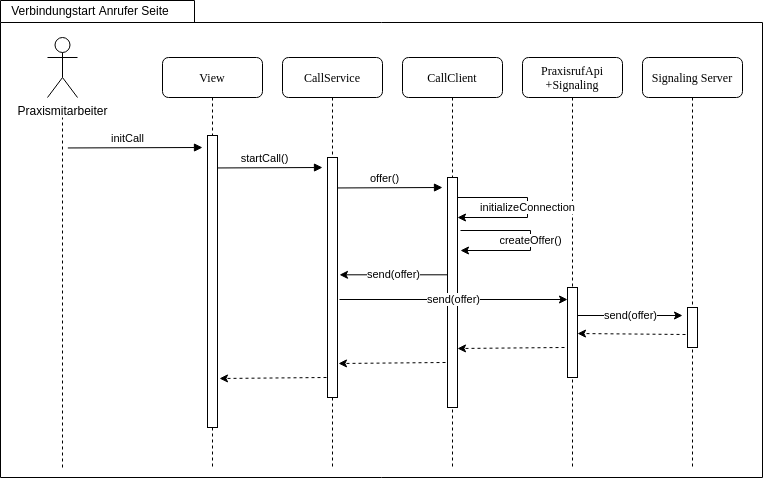 Verbindungstart Anrufer Seite
Praxismitarbeiter
View
CallService
CallClient
PraxisrufApi
+Signaling
Signaling Server
initCall
startCall()
offer()
initializeConnection
createOffer()
send(offer)
send(offer)
send(offer)